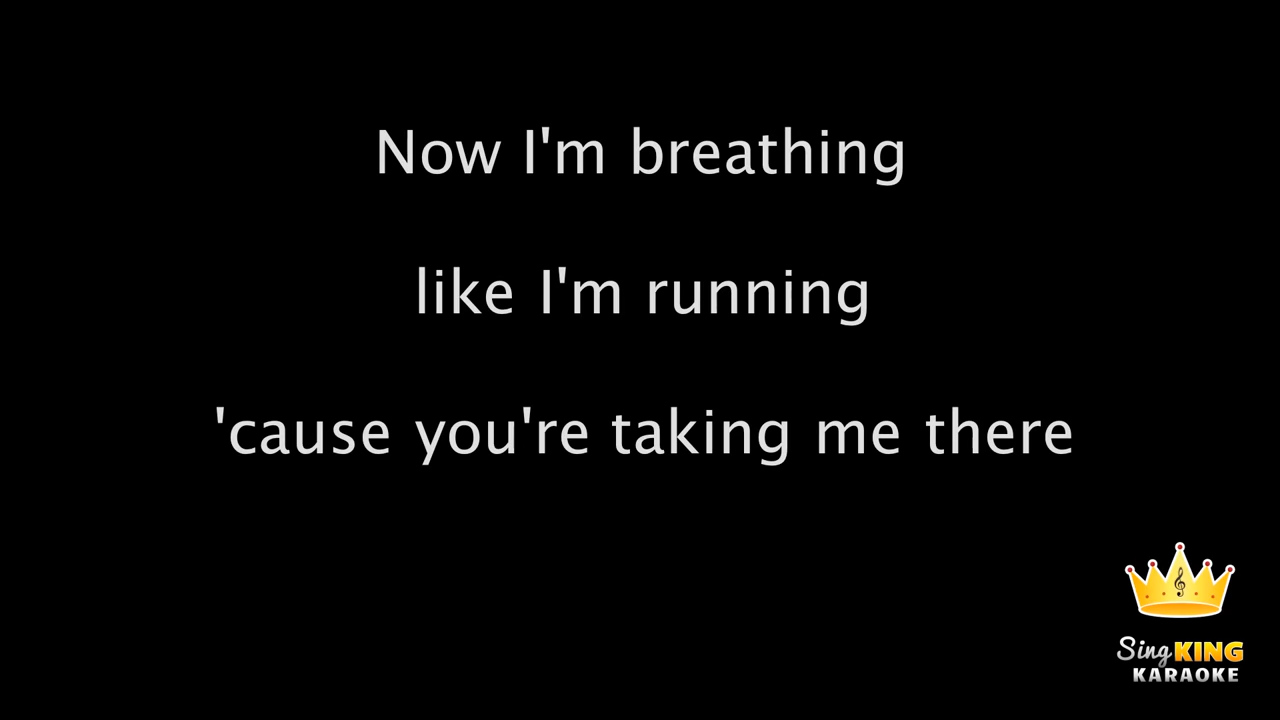 Now I'm breathing
like I'm running
'cause you're taking me there
Sing KING
KARAOKE